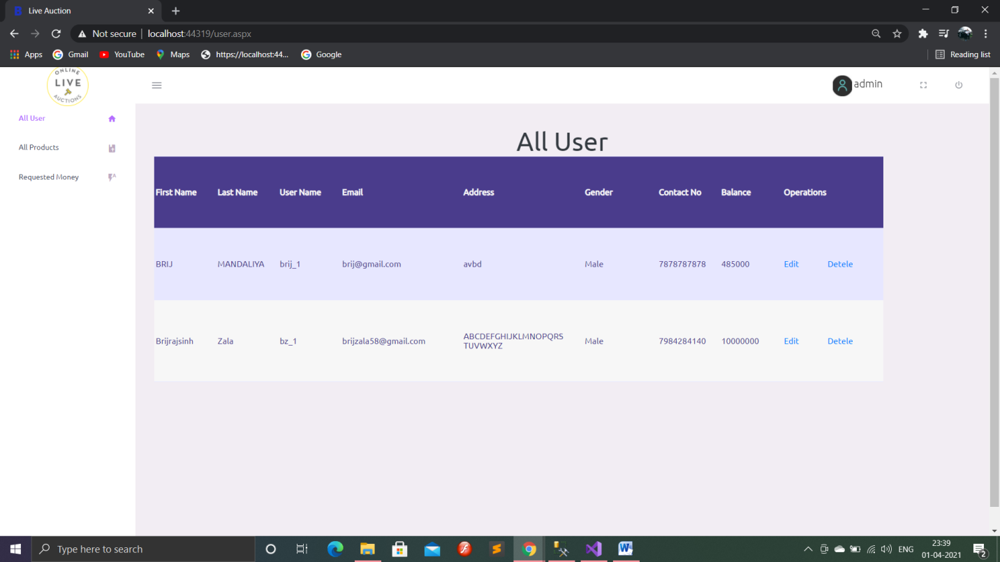 Live Auction
Not secure | localhost:44319/user.aspx
Apps Gmail YouTube Maps https://localhost:44... Google Reading list
ONLINE
LIVE
AUCTIONS
admin
All User
All Products
Requested Money
All User
First Name Last Name User Name Email Address Gender Contact No Balance Operations
BRIJ MANDALIYA brij_1 brij@gmail.com avbd Male 7878787878 485000 Edit Detele
Brijrajsinh Zala bz_1 brijzala58@gmail.com ABCDEFGHIJKLMNOPQRS Male 7984284140 10000000 Edit Detele
TUVWXYZ
Type here to search
ENG
23:39
01-04-2021
2